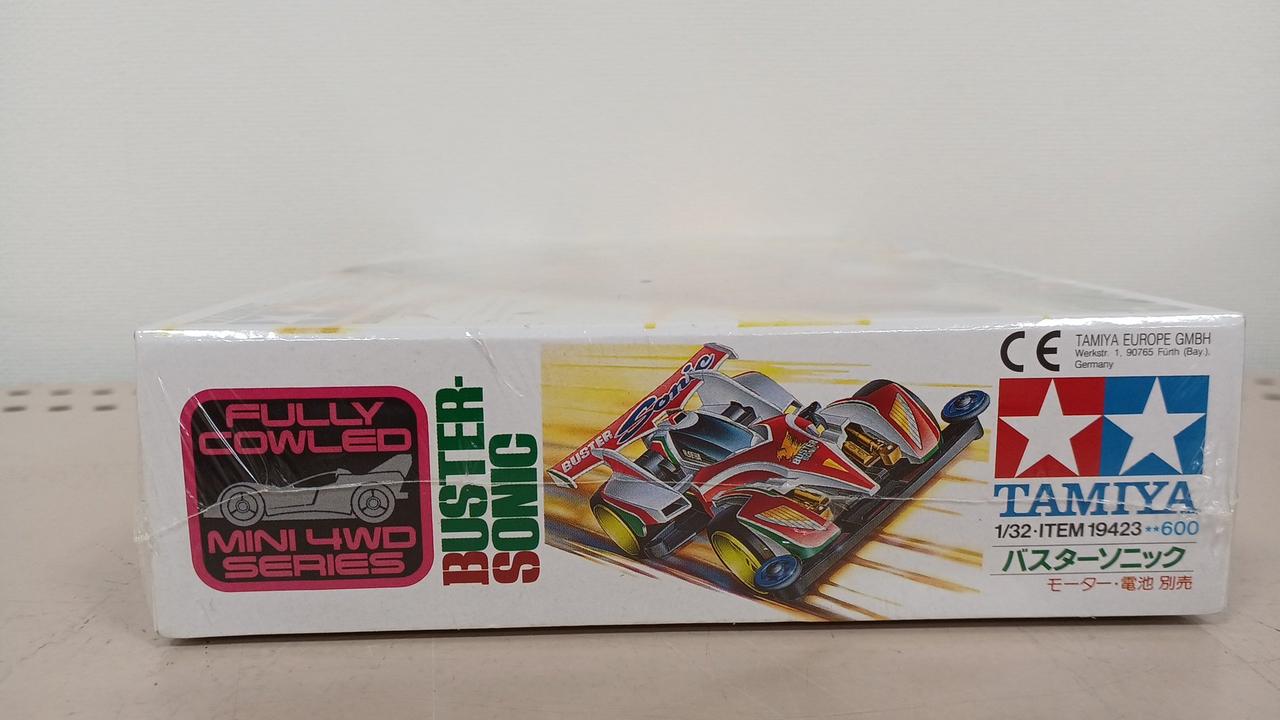 FULLY
COWLED
MINI 4WD
SERIES
BUSTER-
SONIC
BUSTER Sonic
BUSTER
CE
TAMIYA EUROPE GMBH
Werkstr. 1, 90765 Fürth (Bay.),
Germany
TAMIYA
1/32・ITEM 19423 **600
バスターソニック
モーター・電池 別売